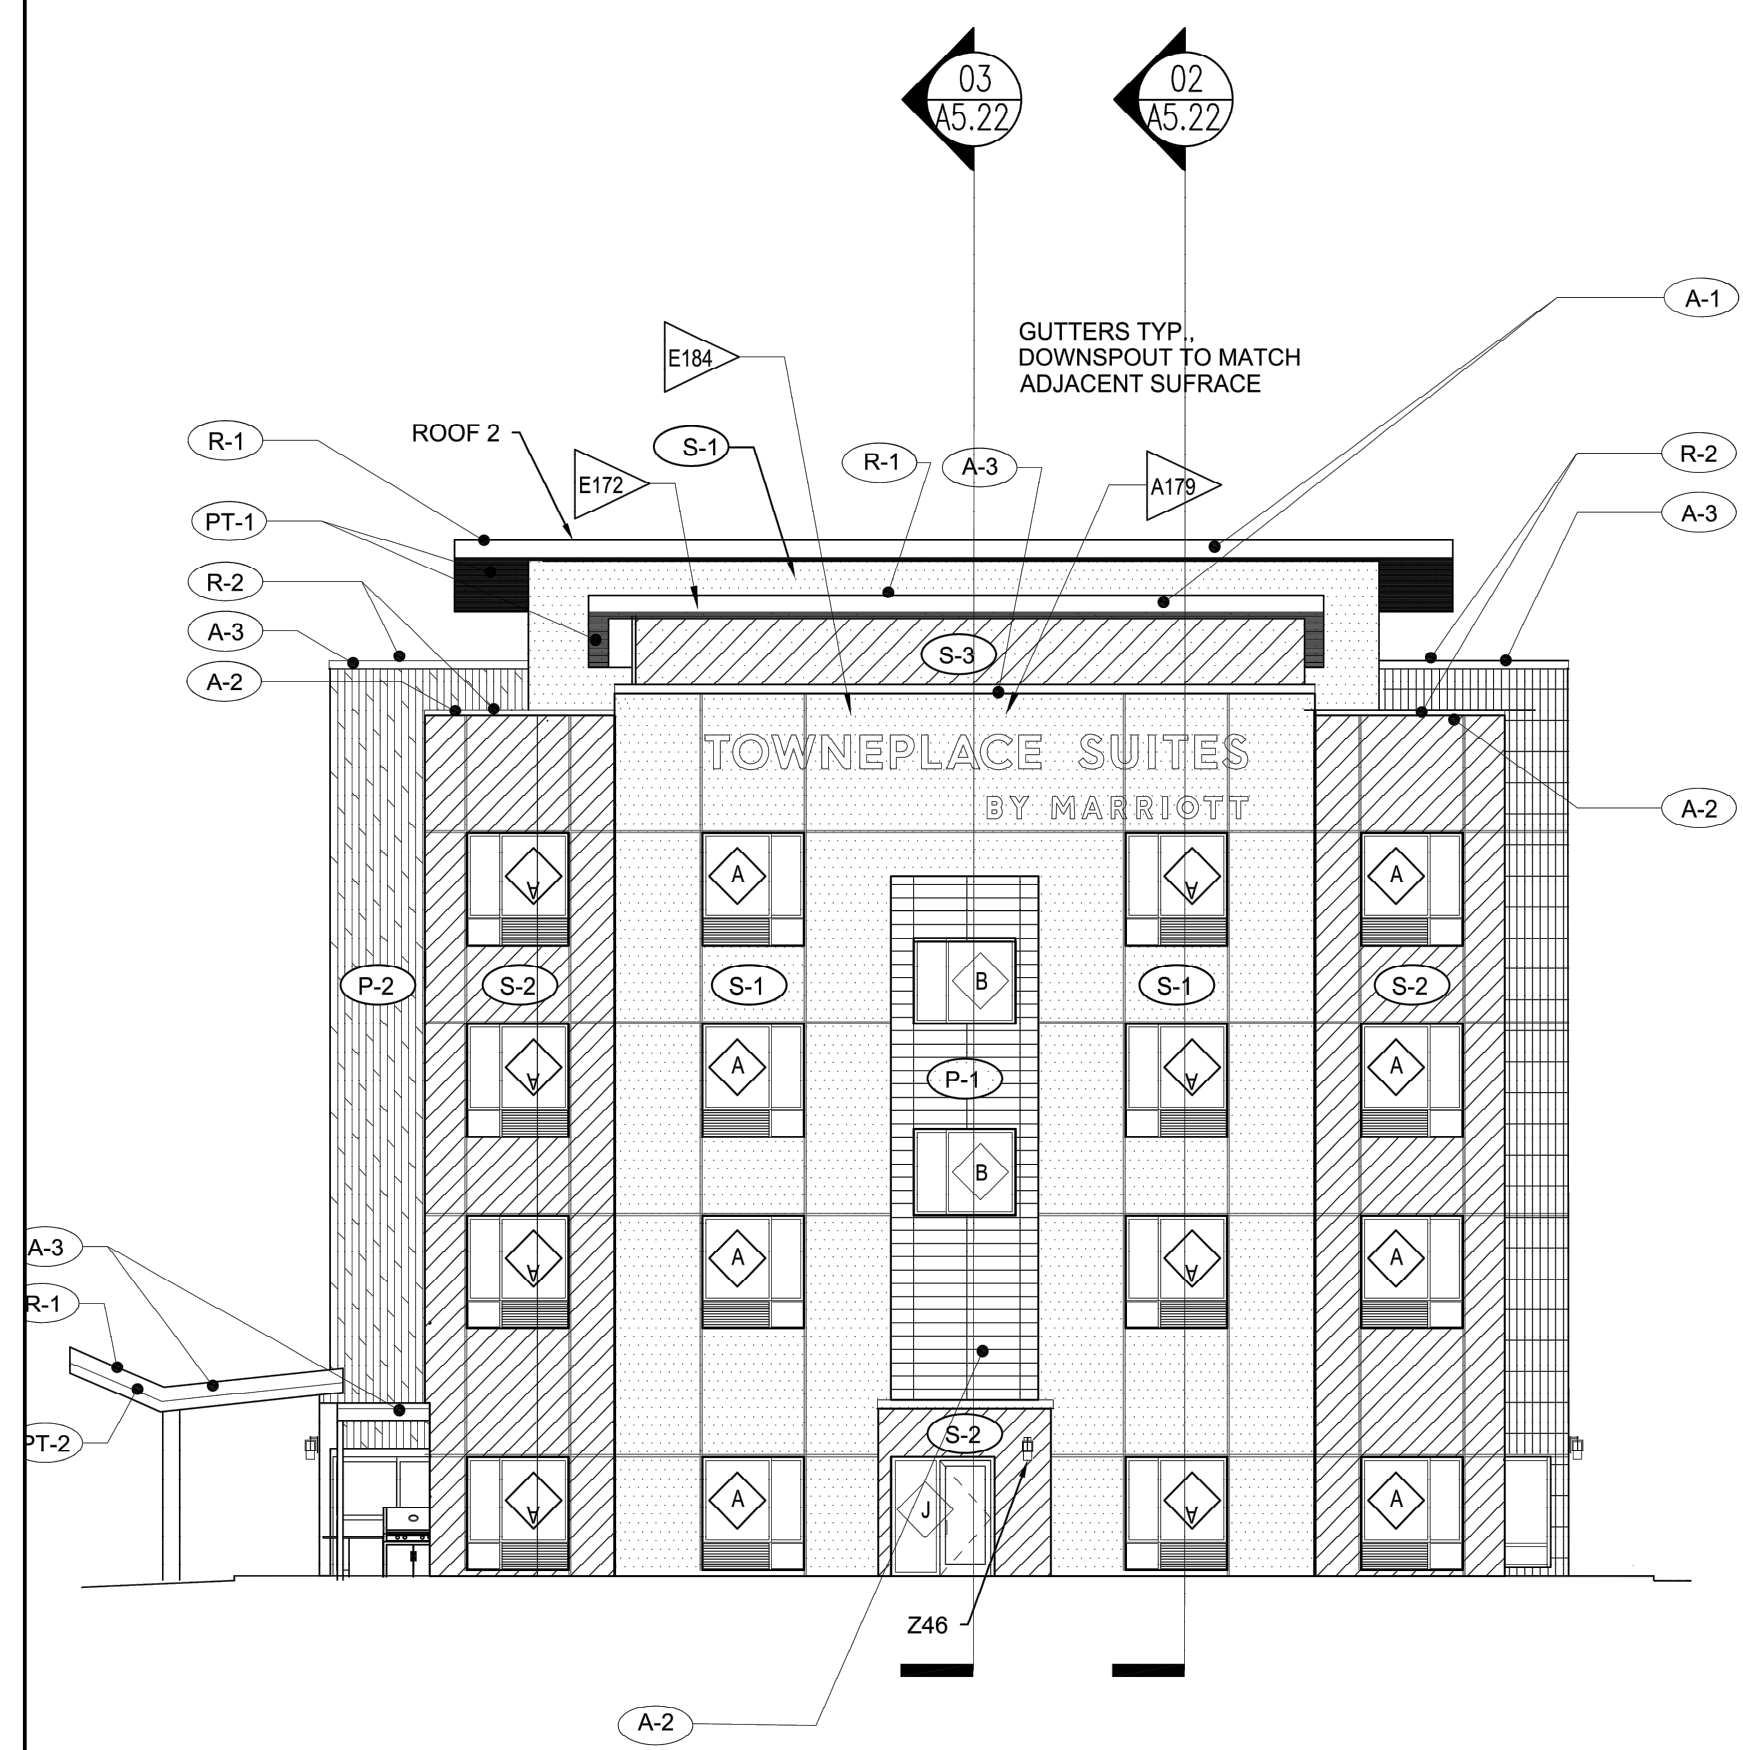 03
A5.22
02
A5.22
A-1
GUTTERS TYP.,
DOWNSPOUT TO MATCH
ADJACENT SUFRACE
E184
R-1
ROOF 2
S-1
R-1
A-3
R-2
E172
A179
A-3
PT-1
R-2
A-3
S-3
A-2
TOWNEPLACE SUITES
BY MARRIOTT
A-2
A
A
A
A
P-2
S-2
S-1
B
S-1
S-2
A
A
P-1
A
A
B
A-3
A
A
A
A
R-1
PT-2
S-2
A
A
J
A
A
Z46
A-2